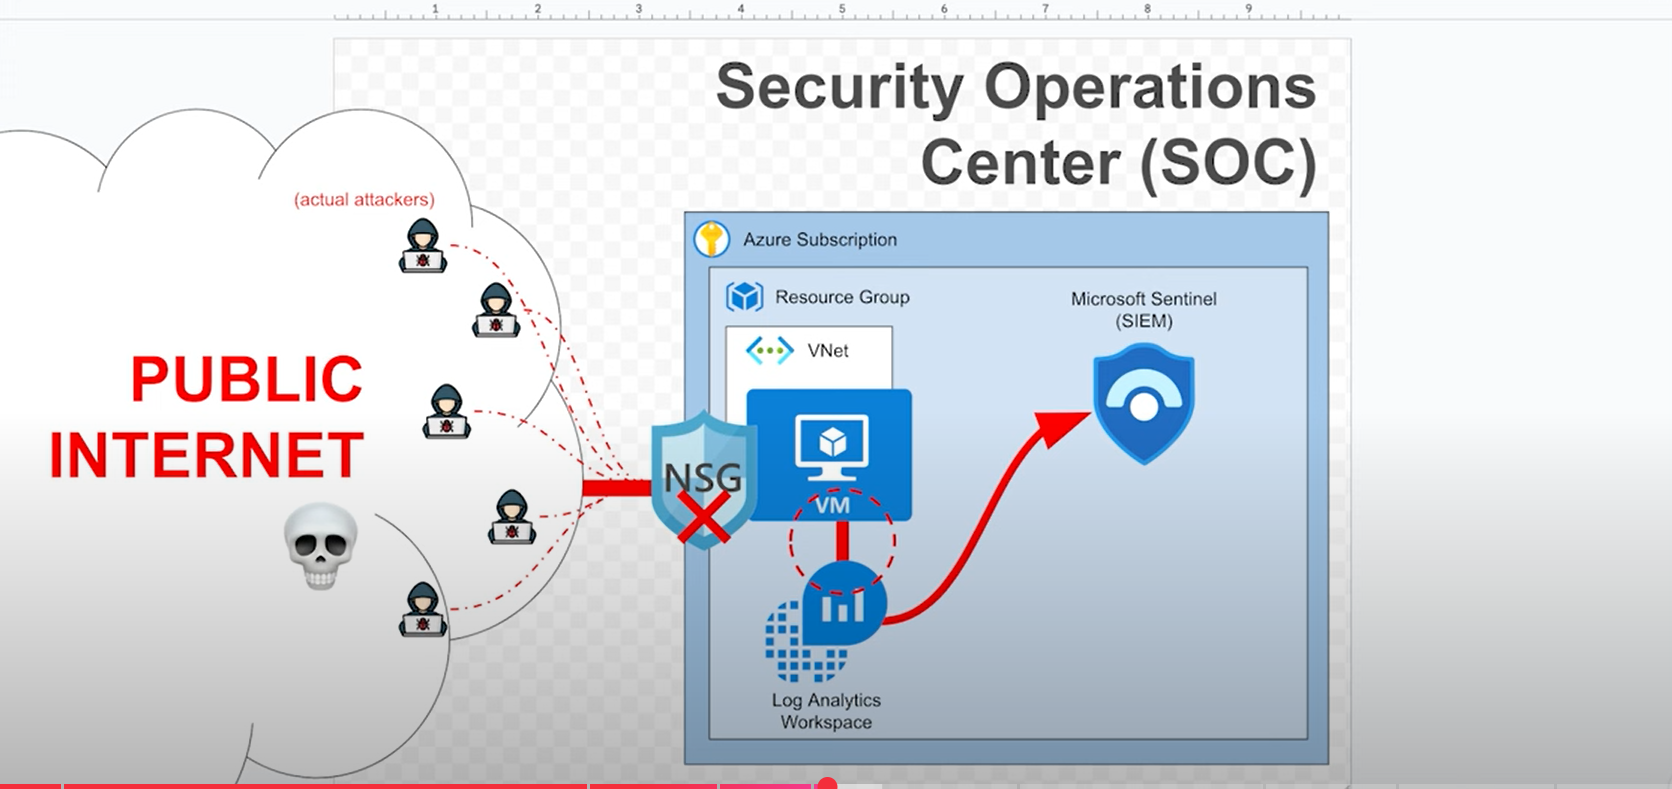 1 2 3 4 5 6 7 8 9
Security Operations
Center (SOC)
(actual attackers)
PUBLIC
INTERNET
Azure Subscription
Resource Group
VNet
Microsoft Sentinel
(SIEM)
NSG
VM
Log Analytics
Workspace